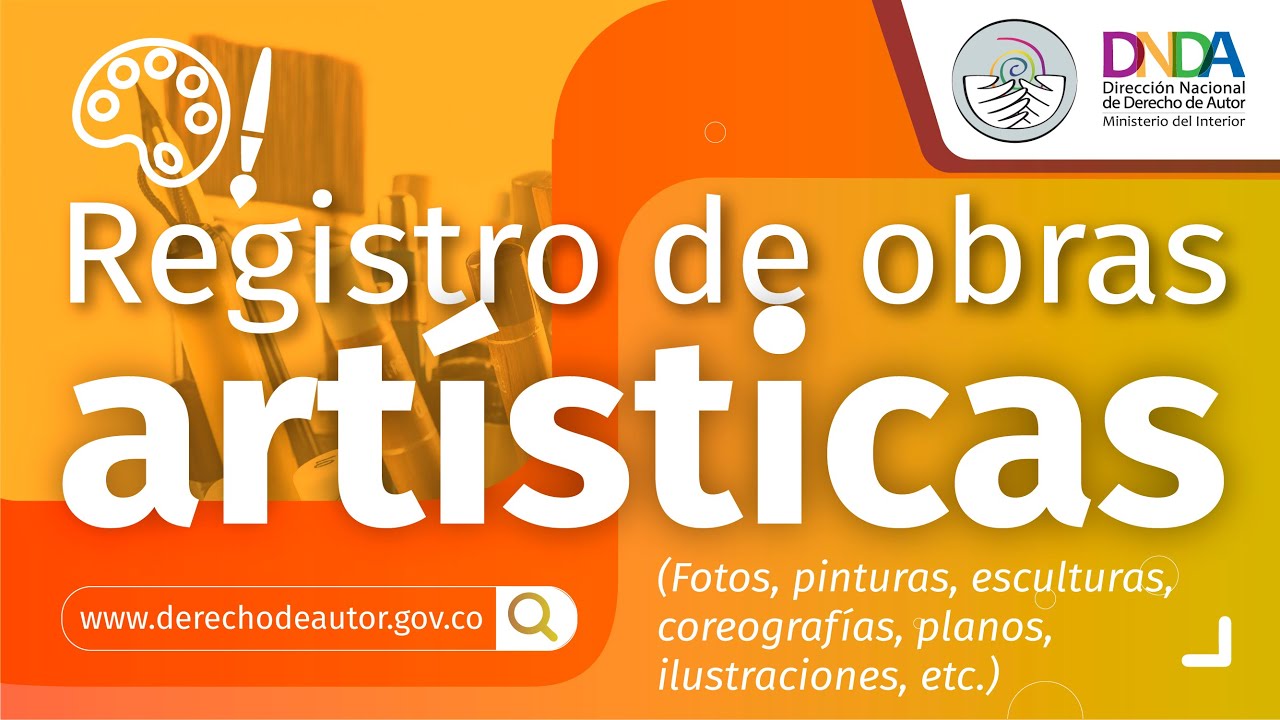 DNDA
Dirección Nacional
de Derecho de Autor
Ministerio del Interior
Registro de obras
artísticas
(Fotos, pinturas, esculturas,
coreografías, planos,
ilustraciones, etc.)
www.derechodeautor.gov.co